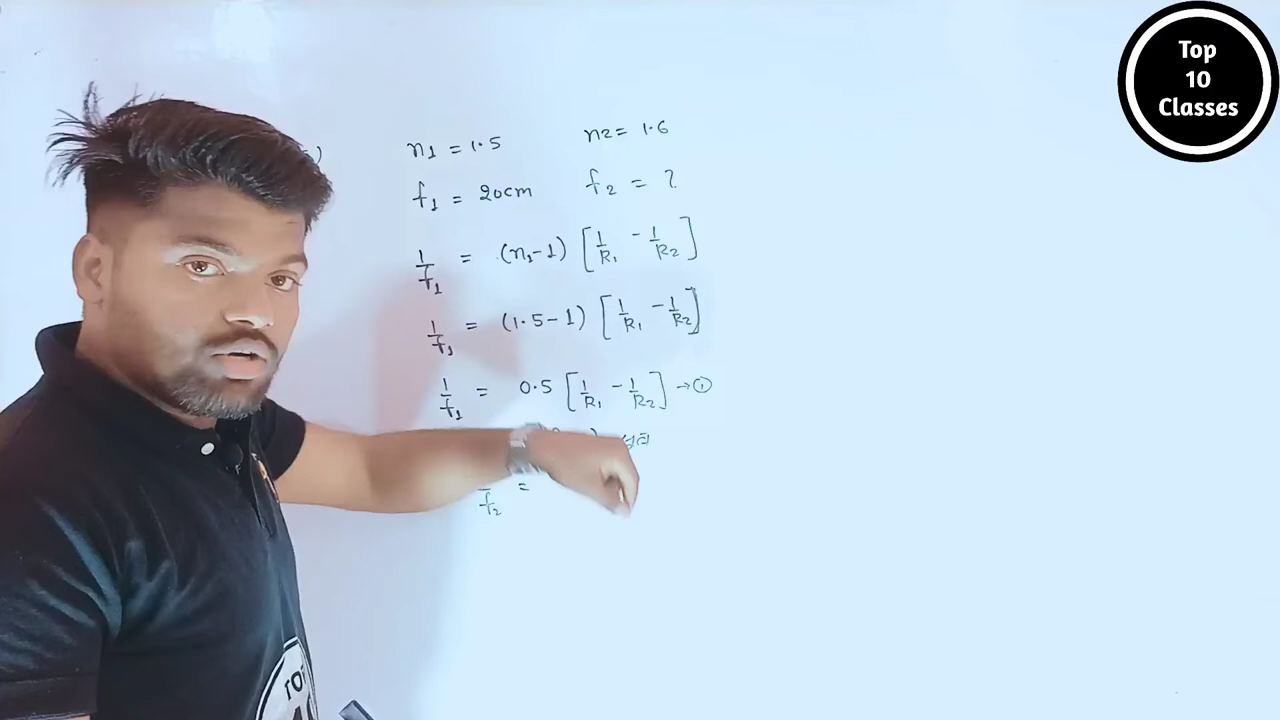 Top
10
Classes
n1 = 1.5 n2 = 1.6
f1 = 20cm f2 = ?
1/f1 = (n1-1) [1/R1 - 1/R2]
1/f1 = (1.5-1) [1/R1 - 1/R2]
1/f1 = 0.5 [1/R1 - 1/R2] → ①
f2 =
TOP